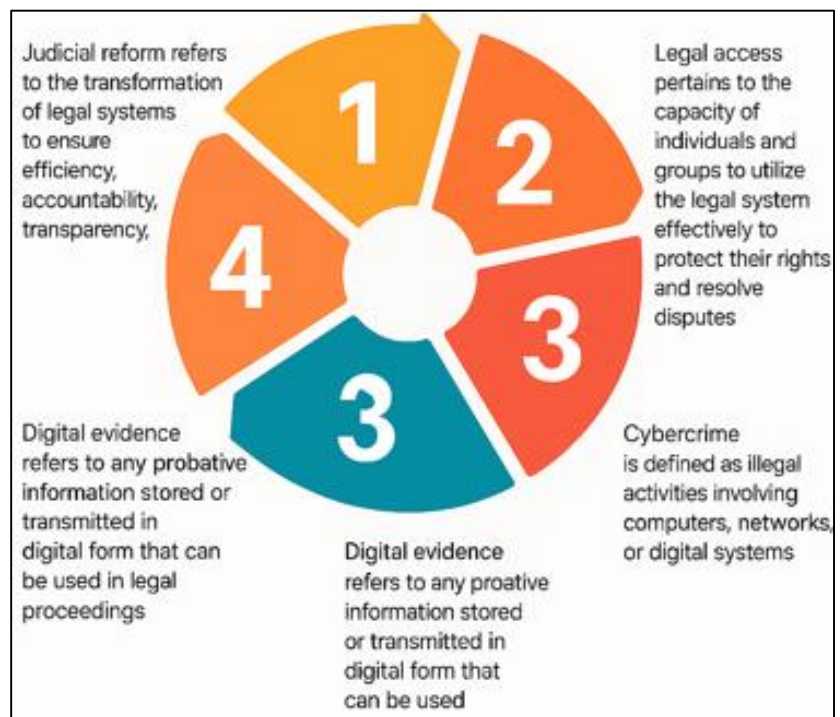 Judicial reform refers
to the transformation
of legal systems
to ensure
efficiency,
accountability,
transparency,
1
2
3
3
4
Legal access
pertains to the
capacity of
individuals and
groups to utilize
the legal system
effectively to
protect their rights
and resolve
disputes
Cybercrime
is defined as illegal
activities involving
computers, networks,
or digital systems
Digital evidence
refers to any proative
information stored
or transmitted in
digital form that
can be used
Digital evidence
refers to any probative
information stored or
transmitted in
digital form that can
be used in legal
proceedings